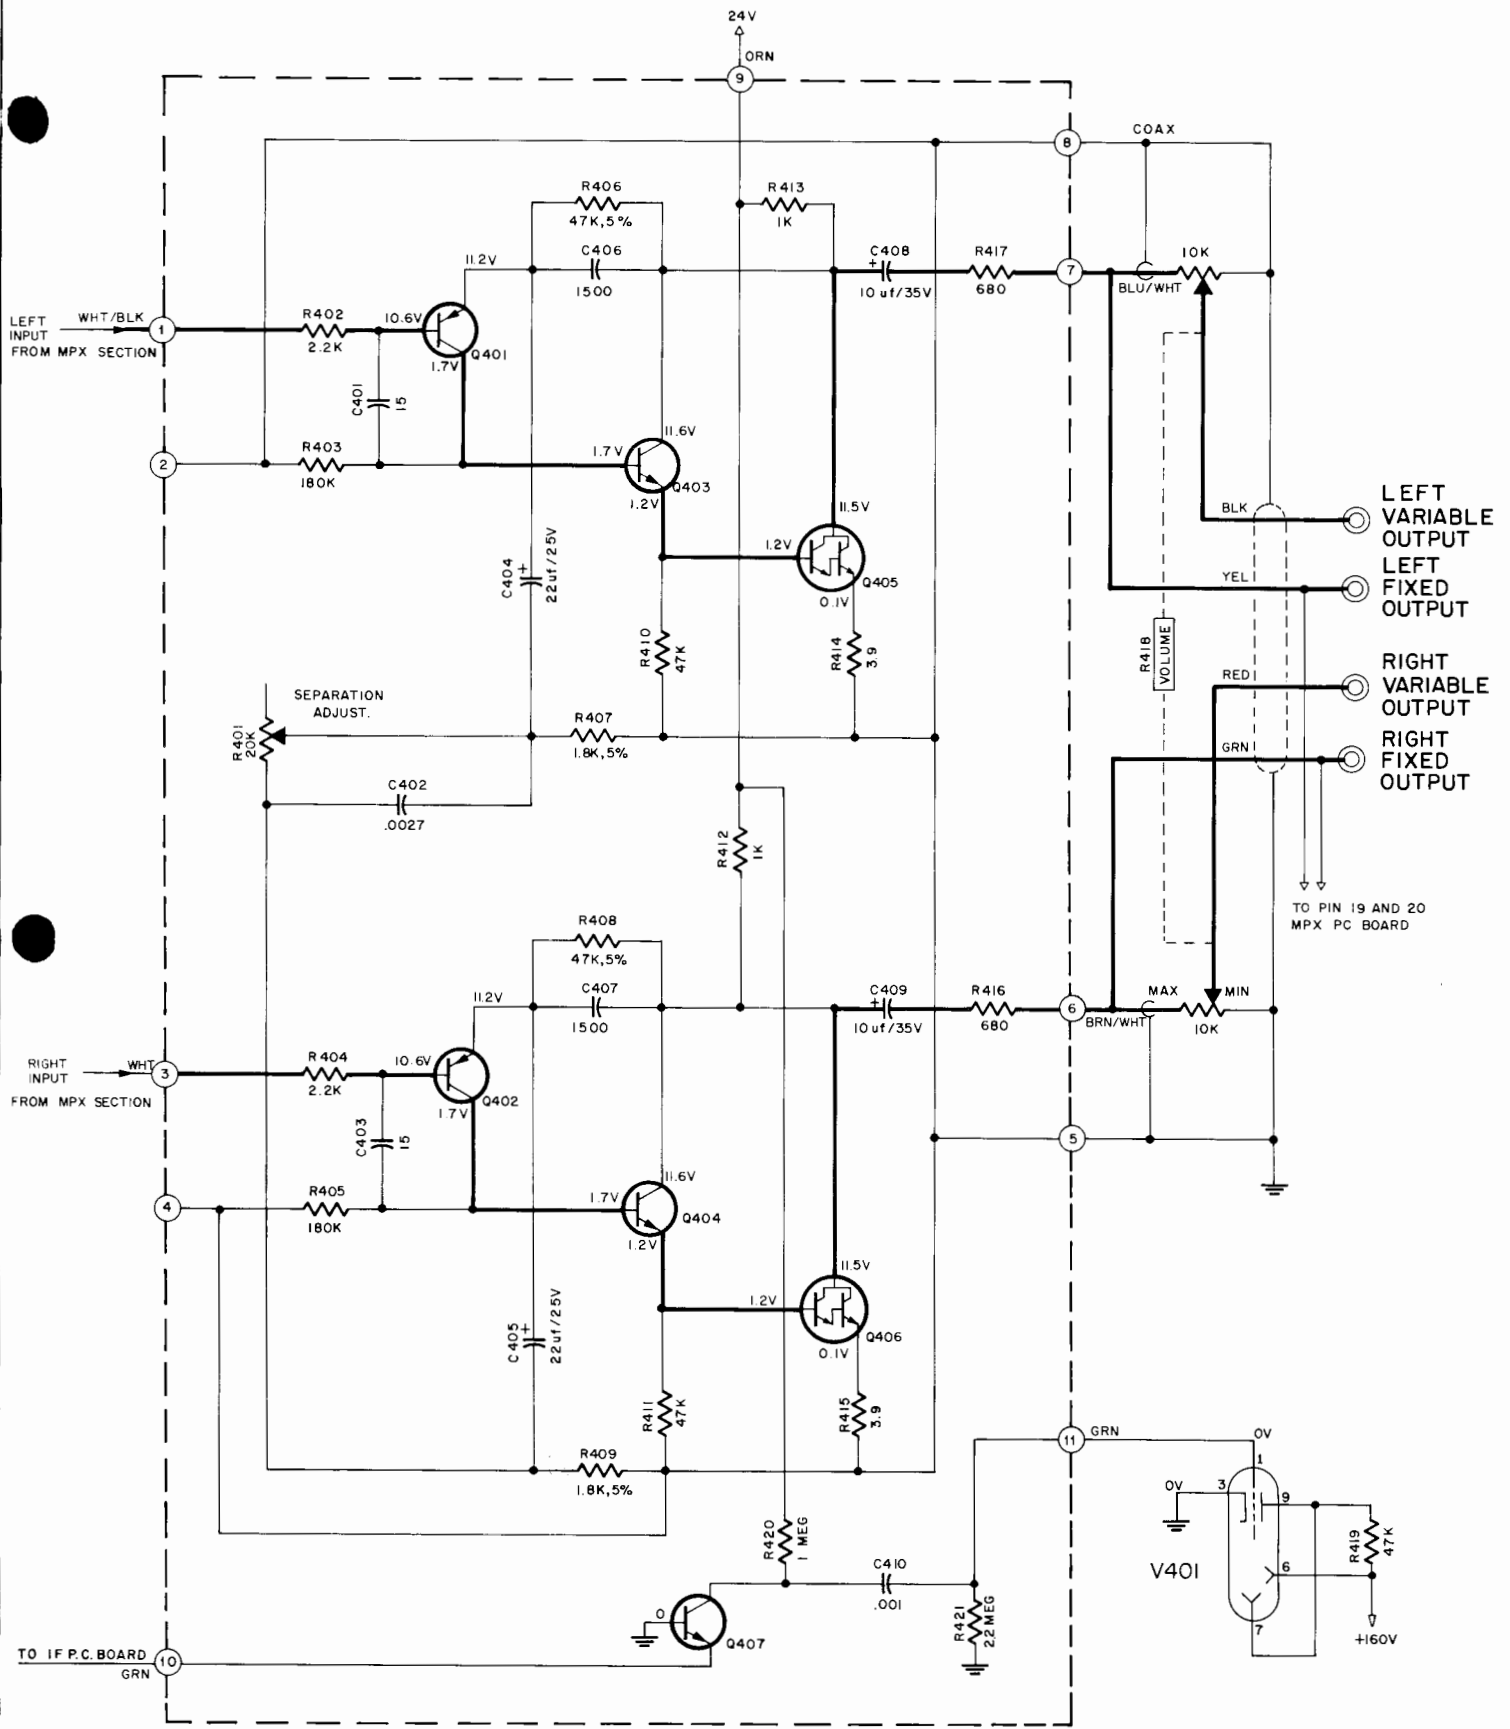 24V
ORN
9
COAX
8
R406
47K,5%
R413
1K
C406
1500
11.2V
C408
+
10 uf/35V
R417
680
7
BLU/WHT
10K
LEFT
INPUT
FROM MPX SECTION
WHT/BLK
1
R402
2.2K
10.6V
Q401
1.7V
C401
15
2
R403
180K
1.7V
11.6V
Q403
1.2V
C404
+
22uf/25V
1.2V
11.5V
Q405
0.1V
R410
47K
R414
3.9
BLK
LEFT
VARIABLE
OUTPUT
YEL
LEFT
FIXED
OUTPUT
R418
VOLUME
RED
RIGHT
VARIABLE
OUTPUT
GRN
RIGHT
FIXED
OUTPUT
SEPARATION
ADJUST.
R401
20K
R407
1.8K,5%
C402
.0027
R412
1K
TO PIN 19 AND 20
MPX PC BOARD
R408
47K,5%
C407
1500
11.2V
C409
+
10uf/35V
R416
680
6
BRN/WHT
MAX
MIN
10K
RIGHT
INPUT
FROM MPX SECTION
WHT
3
R404
2.2K
10.6V
Q402
1.7V
C403
15
5
4
R405
180K
1.7V
11.6V
Q404
1.2V
C405
+
22uf/25V
1.2V
11.5V
Q406
0.1V
R411
47K
R415
3.9
R409
1.8K,5%
11
GRN
0V
1
0V
3
9
R419
47K
V401
6
7
+160V
R420
1 MEG
C410
.001
R421
2.2 MEG
0
Q407
TO IF P.C. BOARD
GRN
10